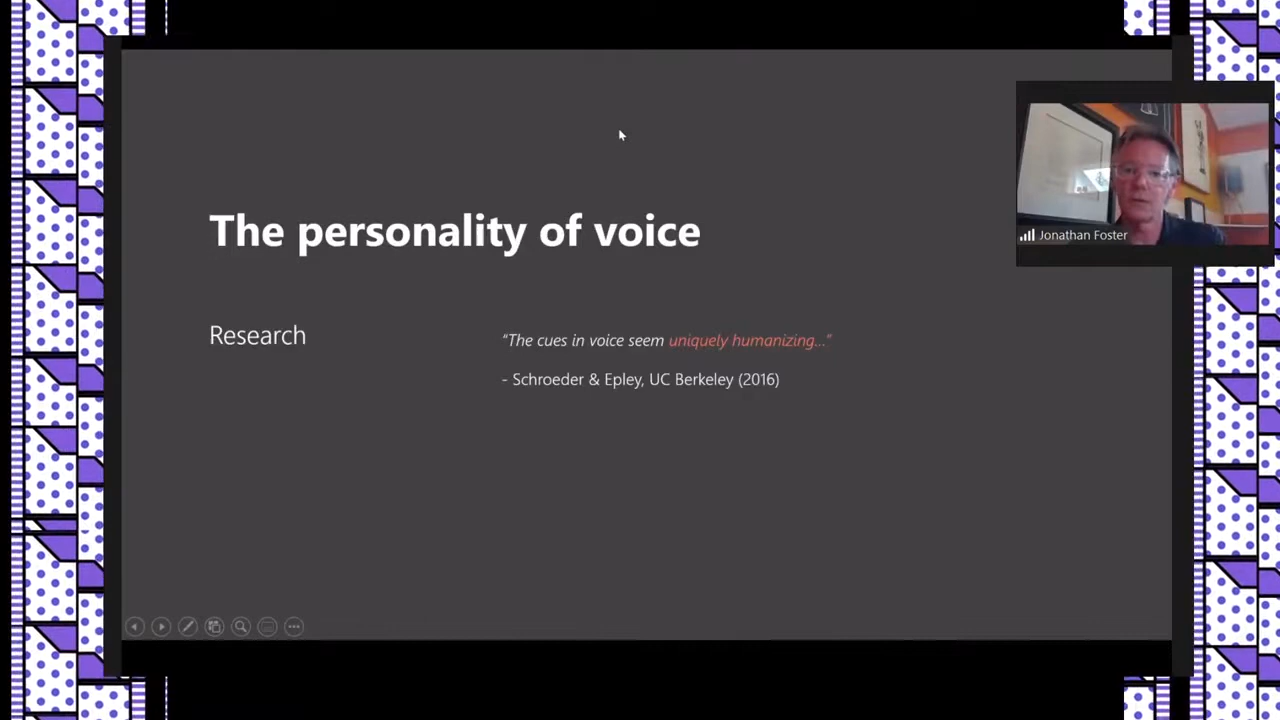 The personality of voice
Research
“The cues in voice seem uniquely humanizing...”
- Schroeder & Epley, UC Berkeley (2016)
Jonathan Foster